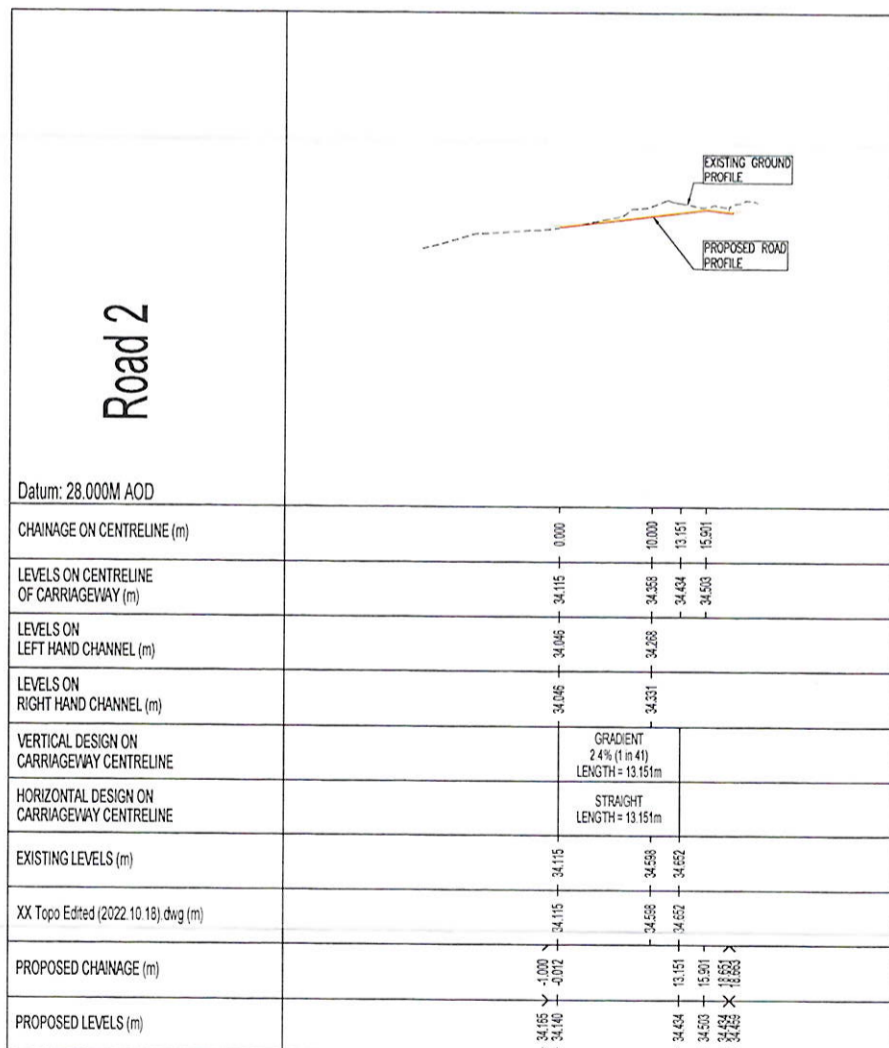 EXISTING GROUND
PROFILE
PROPOSED ROAD
PROFILE
Road 2
Datum: 28.000M AOD
CHAINAGE ON CENTRELINE (m)
0.000
10.000
13.151
15.901
LEVELS ON CENTRELINE
OF CARRIAGEWAY (m)
34.115
34.358
34.434
34.503
LEVELS ON
LEFT HAND CHANNEL (m)
34.046
34.268
LEVELS ON
RIGHT HAND CHANNEL (m)
34.046
34.331
VERTICAL DESIGN ON
CARRIAGEWAY CENTRELINE
GRADIENT
2.4% (1 in 41)
LENGTH = 13.151m
HORIZONTAL DESIGN ON
CARRIAGEWAY CENTRELINE
STRAIGHT
LENGTH = 13.151m
EXISTING LEVELS (m)
34.115
34.598
34.652
XX Topo Edited (2022.10.18).dwg (m)
34.115
34.598
34.652
PROPOSED CHAINAGE (m)
-1.000
-0.012
13.151
15.901
18.651
18.663
PROPOSED LEVELS (m)
34.165
34.140
34.434
34.503
34.434
34.459